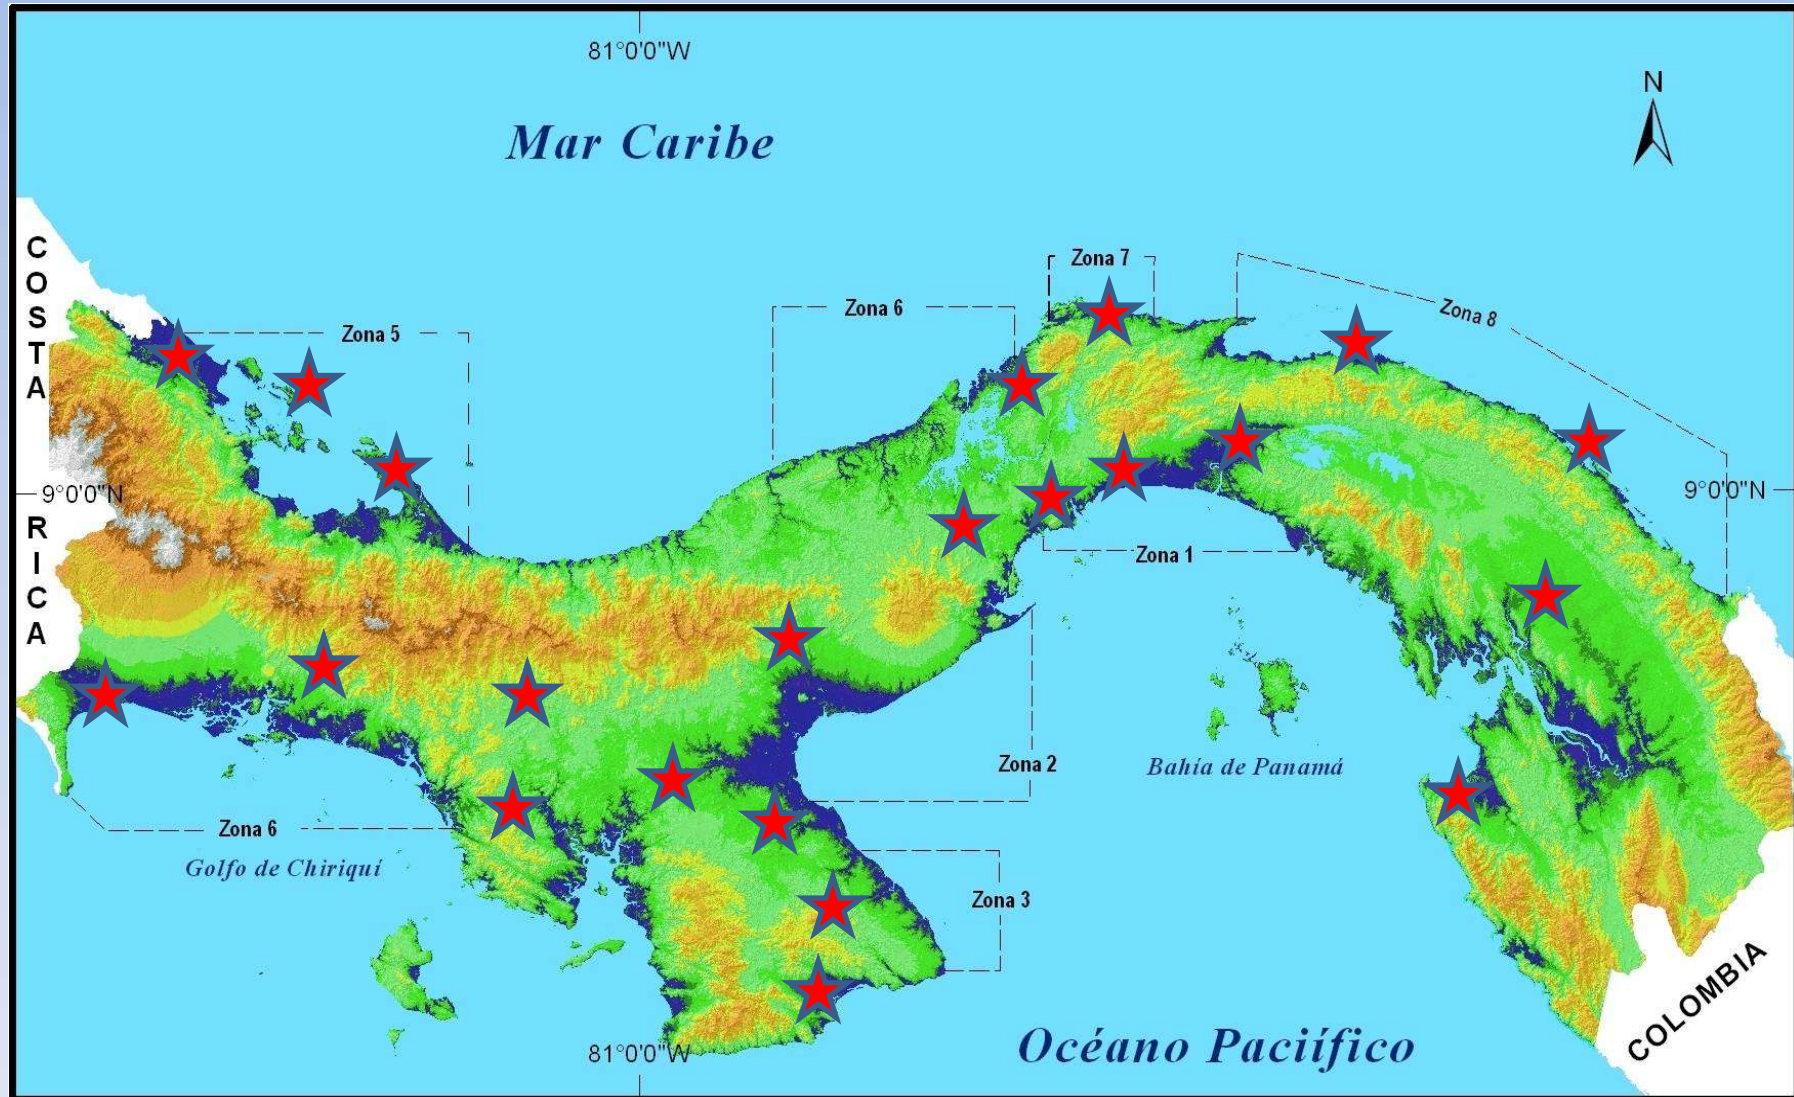 81°0'0"W
N
Mar Caribe
COSTA
RICA
Zona 7
Zona 6
Zona 8
Zona 5
9°0'0"N
9°0'0"N
Zona 1
Zona 2
Bahía de Panamá
Zona 6
Golfo de Chiriquí
Zona 3
81°0'0"W
Océano Paciífico
COLOMBIA